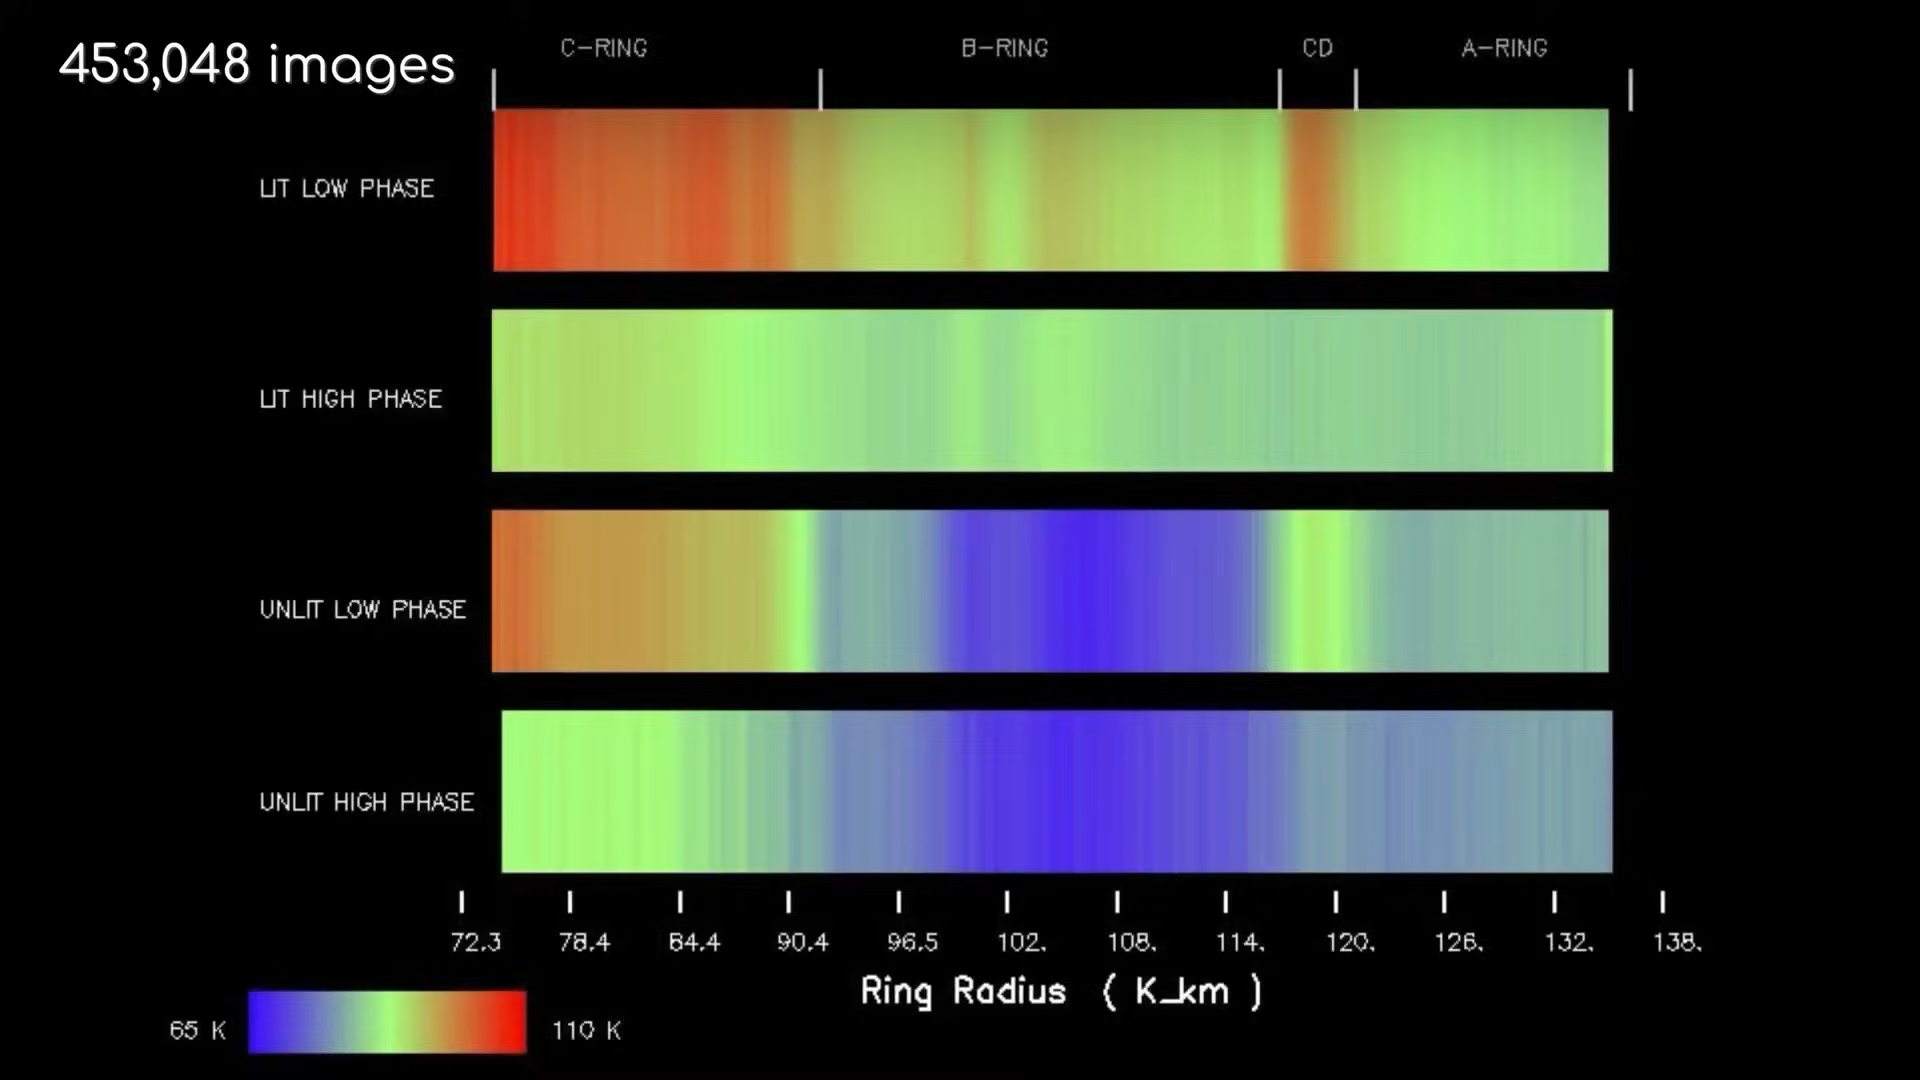 453,048 images
C-RING B-RING CD A-RING
LIT LOW PHASE
LIT HIGH PHASE
UNLIT LOW PHASE
UNLIT HIGH PHASE
72.3 78.4 84.4 90.4 96.5 102. 108. 114. 120. 126. 132. 138.
Ring Radius ( K_km )
65 K 110 K